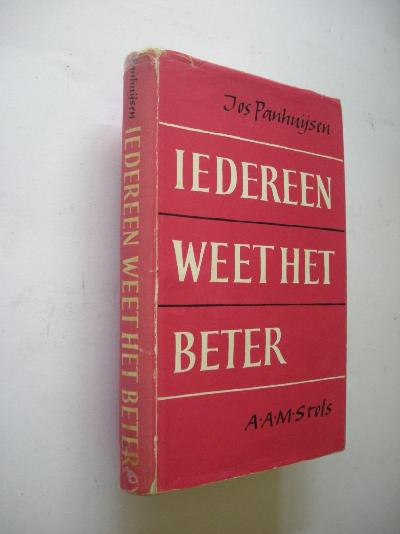 Jos Panhuijsen
IEDEREEN
WEET HET
BETER
A.A.M. Stols
Panhuijsen IEDEREEN WEET HET BETER